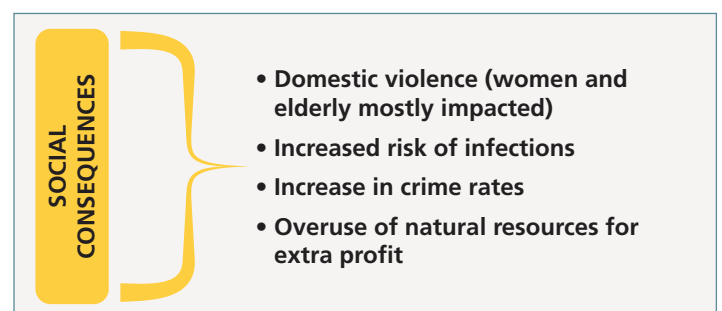 SOCIAL
CONSEQUENCES
• Domestic violence (women and
elderly mostly impacted)
• Increased risk of infections
• Increase in crime rates
• Overuse of natural resources for
extra profit